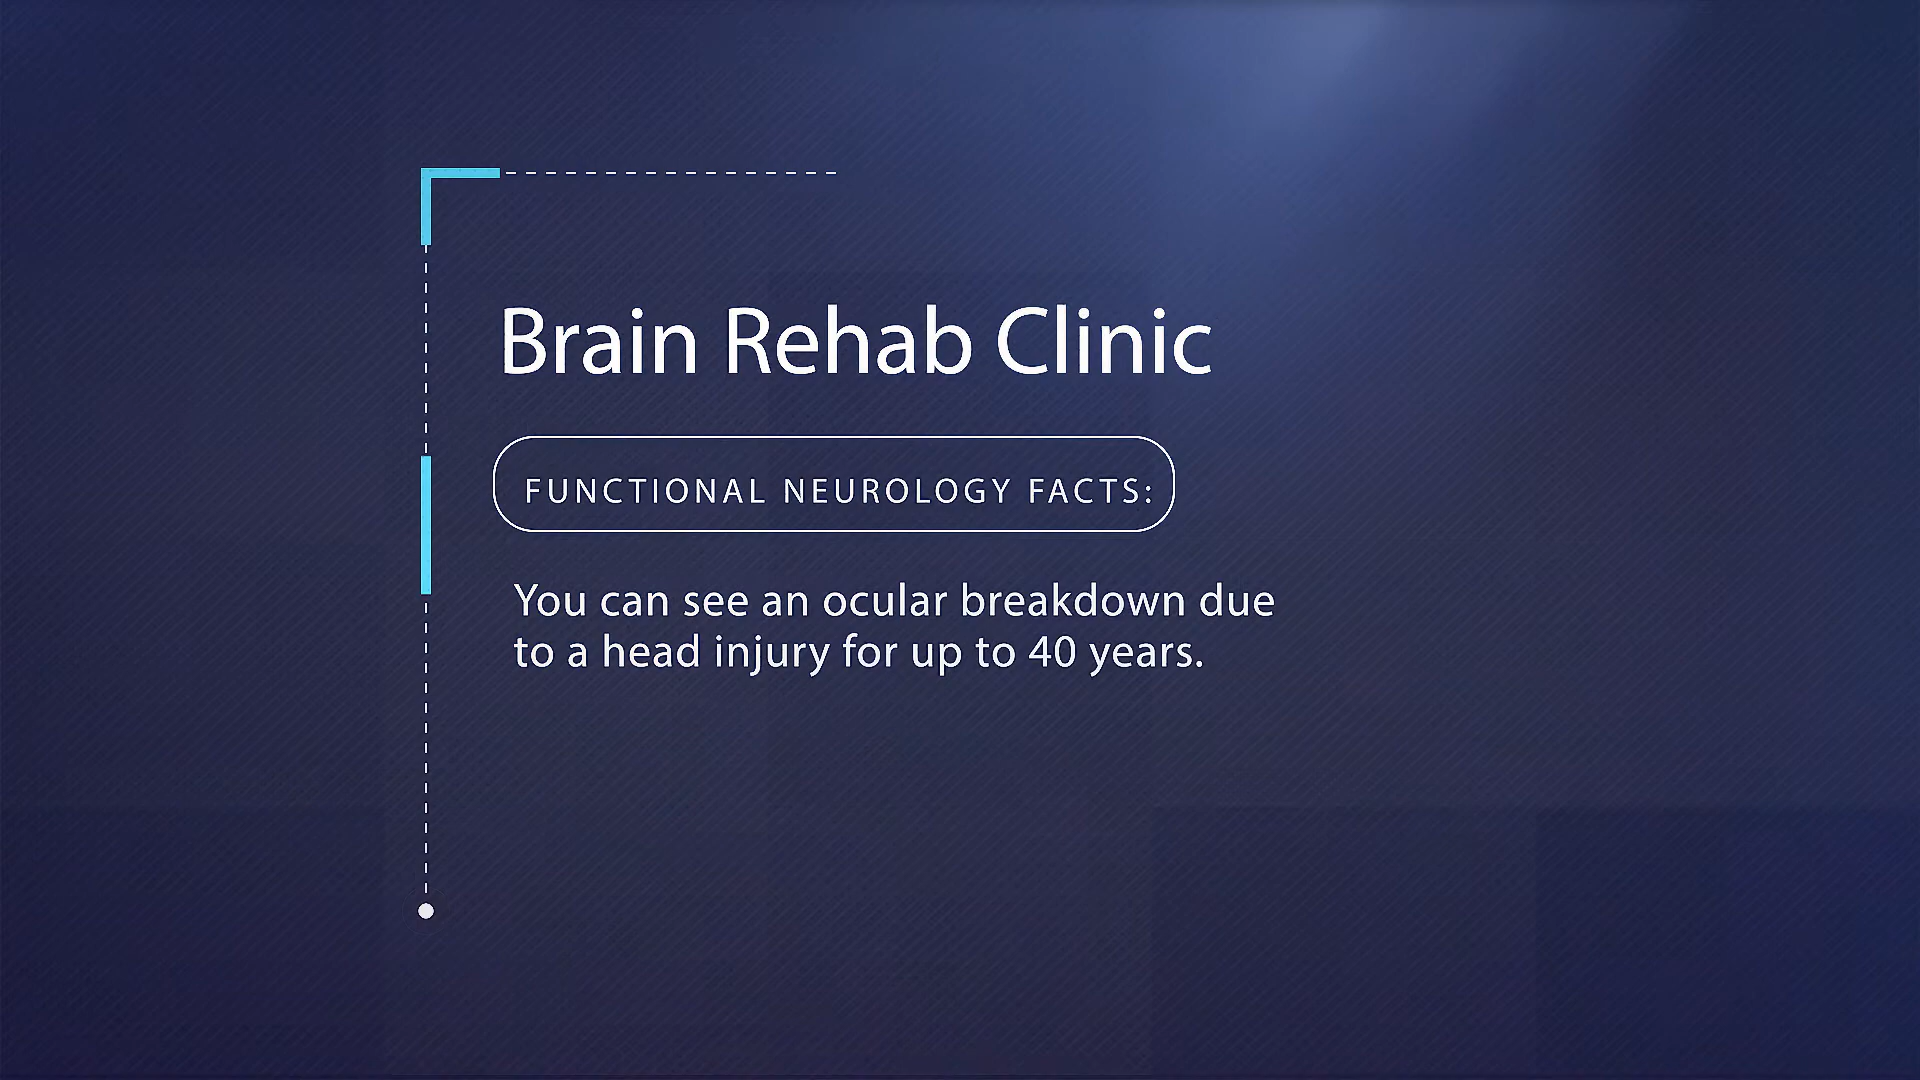 Brain Rehab Clinic
FUNCTIONAL NEUROLOGY FACTS:
You can see an ocular breakdown due
to a head injury for up to 40 years.